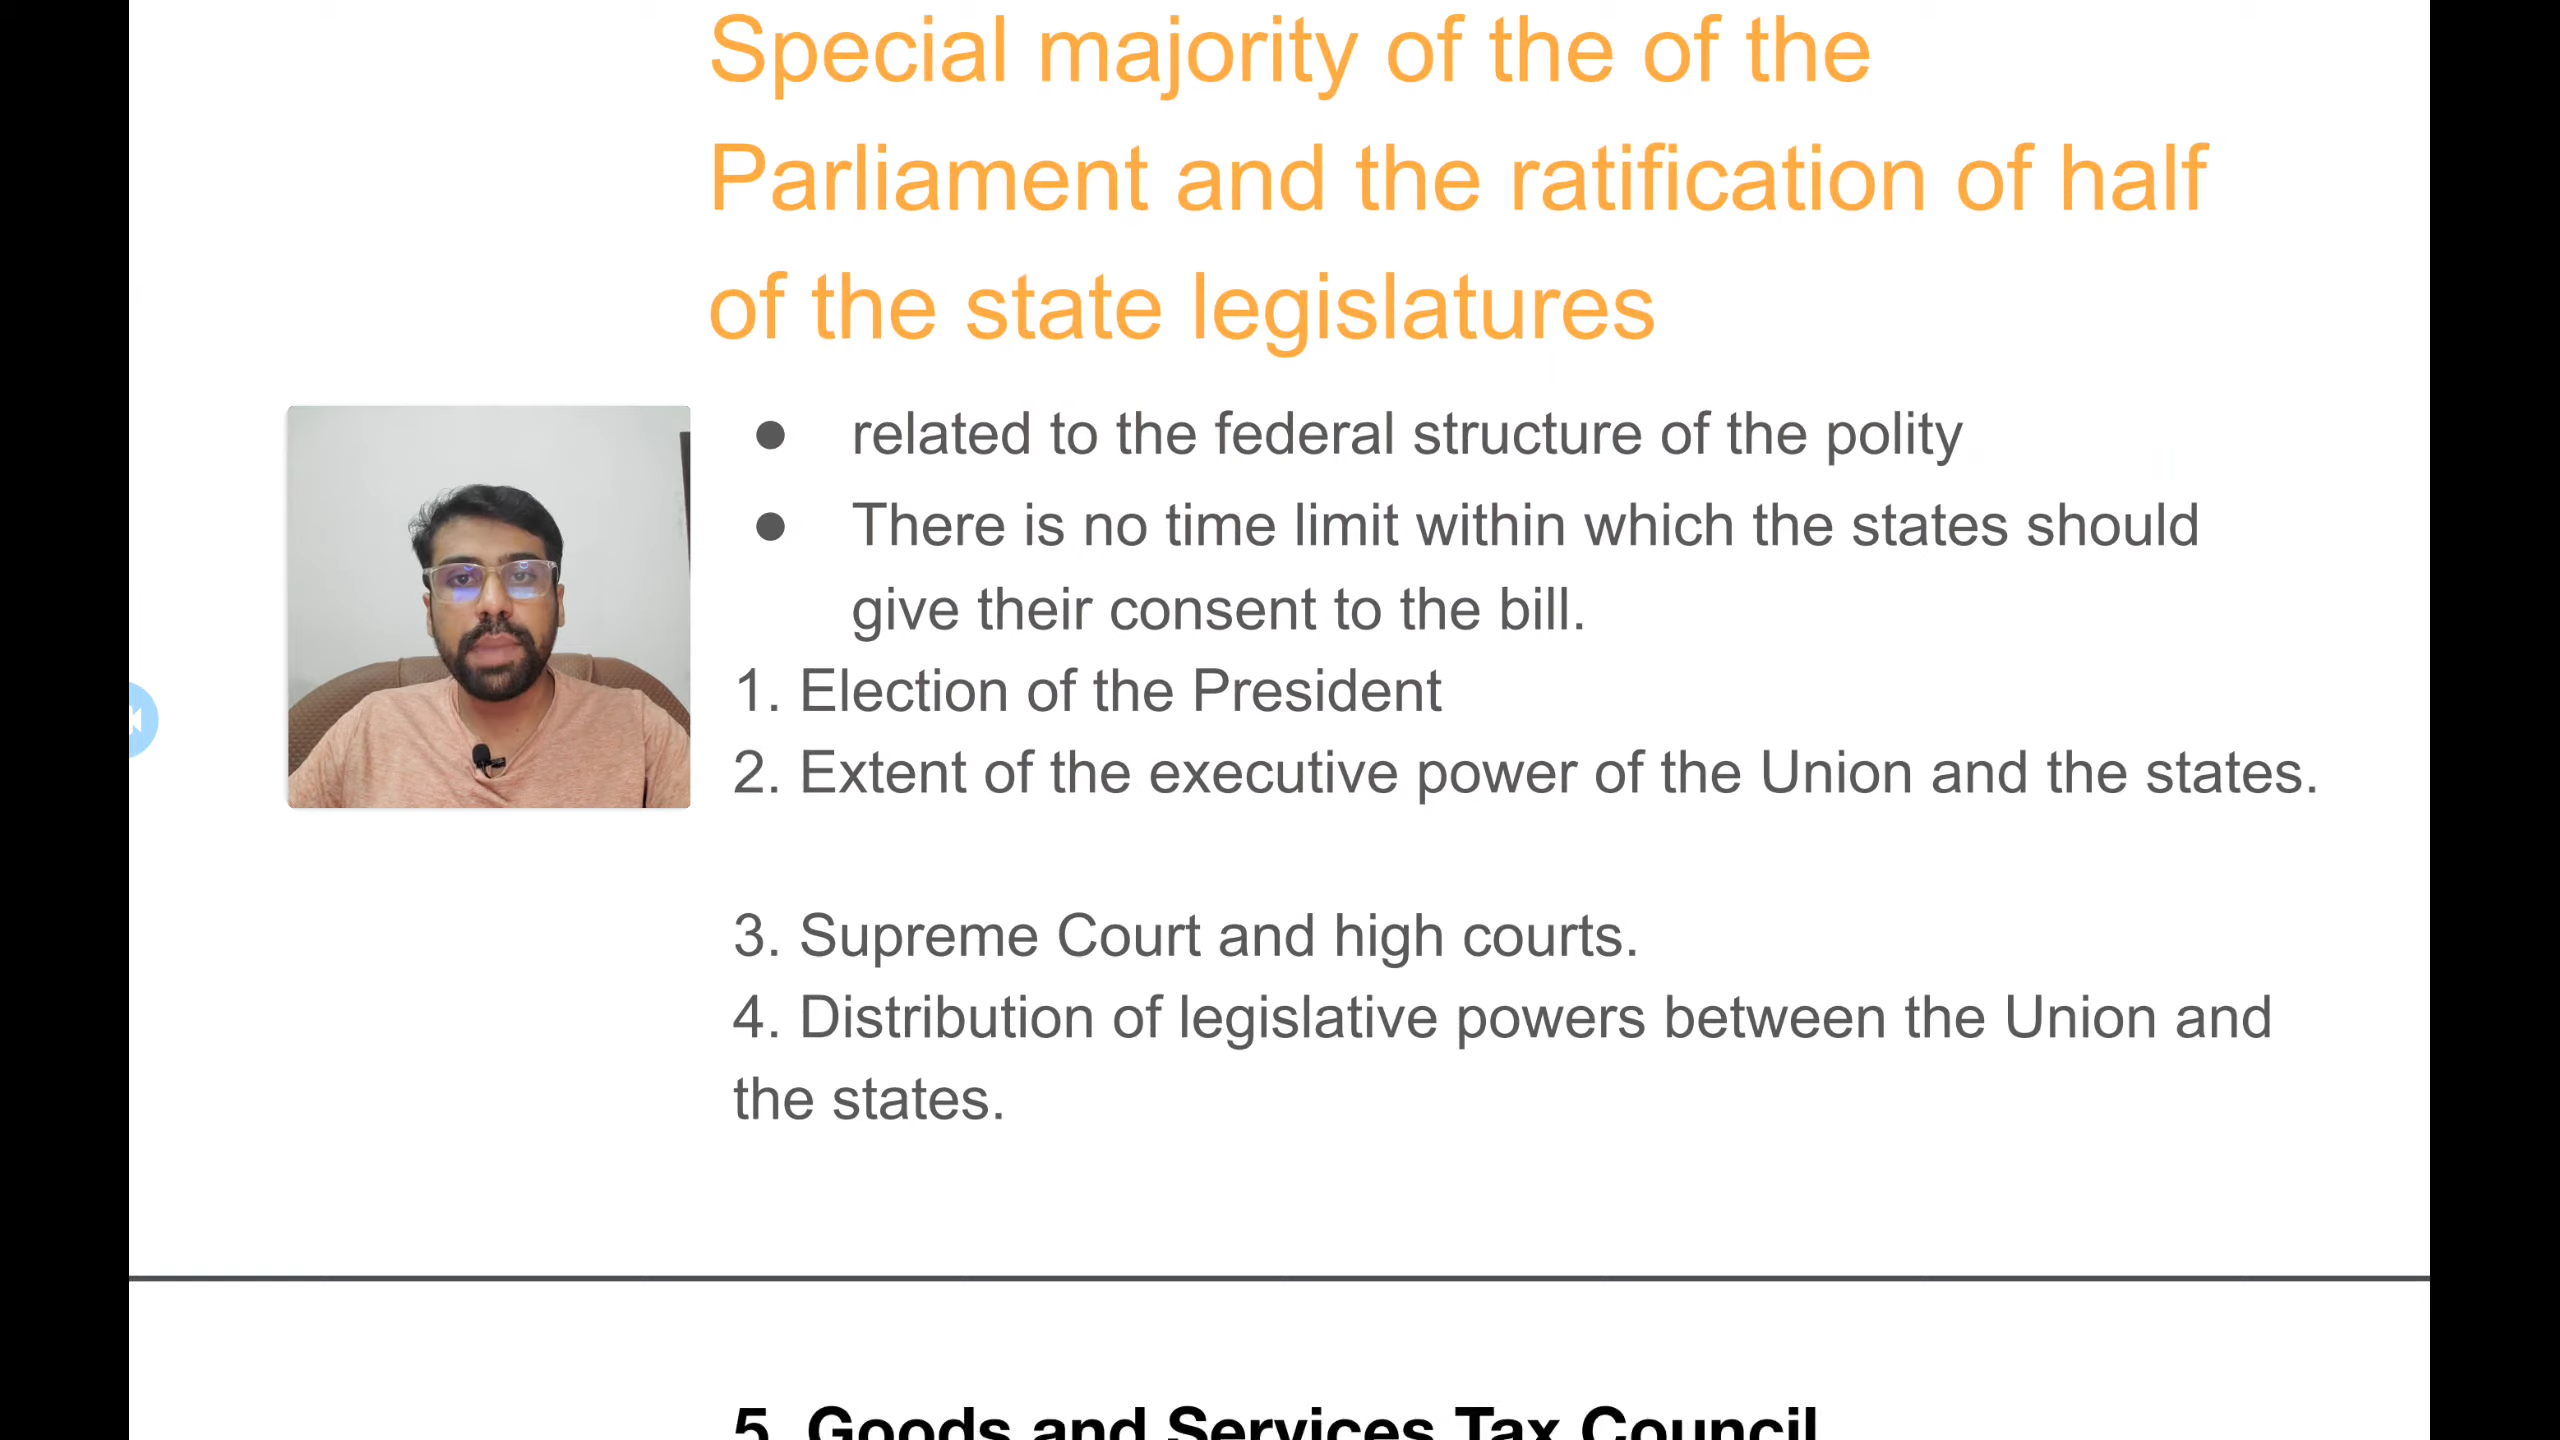 Special majority of the of the
Parliament and the ratification of half
of the state legislatures
● related to the federal structure of the polity
● There is no time limit within which the states should
give their consent to the bill.
1. Election of the President
2. Extent of the executive power of the Union and the states.
3. Supreme Court and high courts.
4. Distribution of legislative powers between the Union and
the states.
5. Goods and Services Tax Council